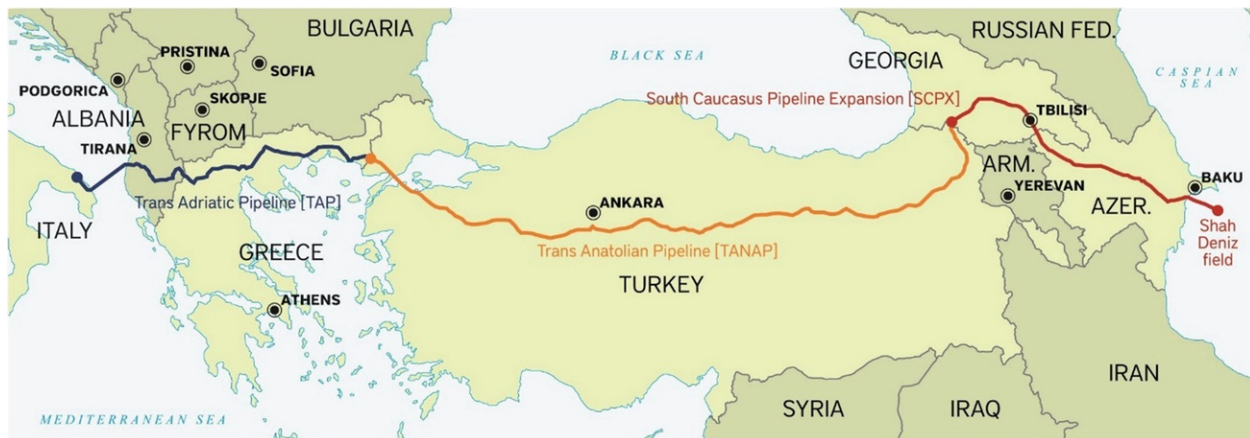 BULGARIA
RUSSIAN FED.
PRISTINA
BLACK SEA
GEORGIA
SOFIA
CASPIAN
SEA
PODGORICA
SKOPJE
South Caucasus Pipeline Expansion [SCPX]
TBILISI
ALBANIA
FYROM
TIRANA
ARM.
BAKU
YEREVAN
Trans Adriatic Pipeline [TAP]
ANKARA
AZER.
ITALY
Shah
Deniz
field
GREECE
Trans Anatolian Pipeline [TANAP]
TURKEY
ATHENS
IRAN
MEDITERRANEAN SEA
SYRIA
IRAQ